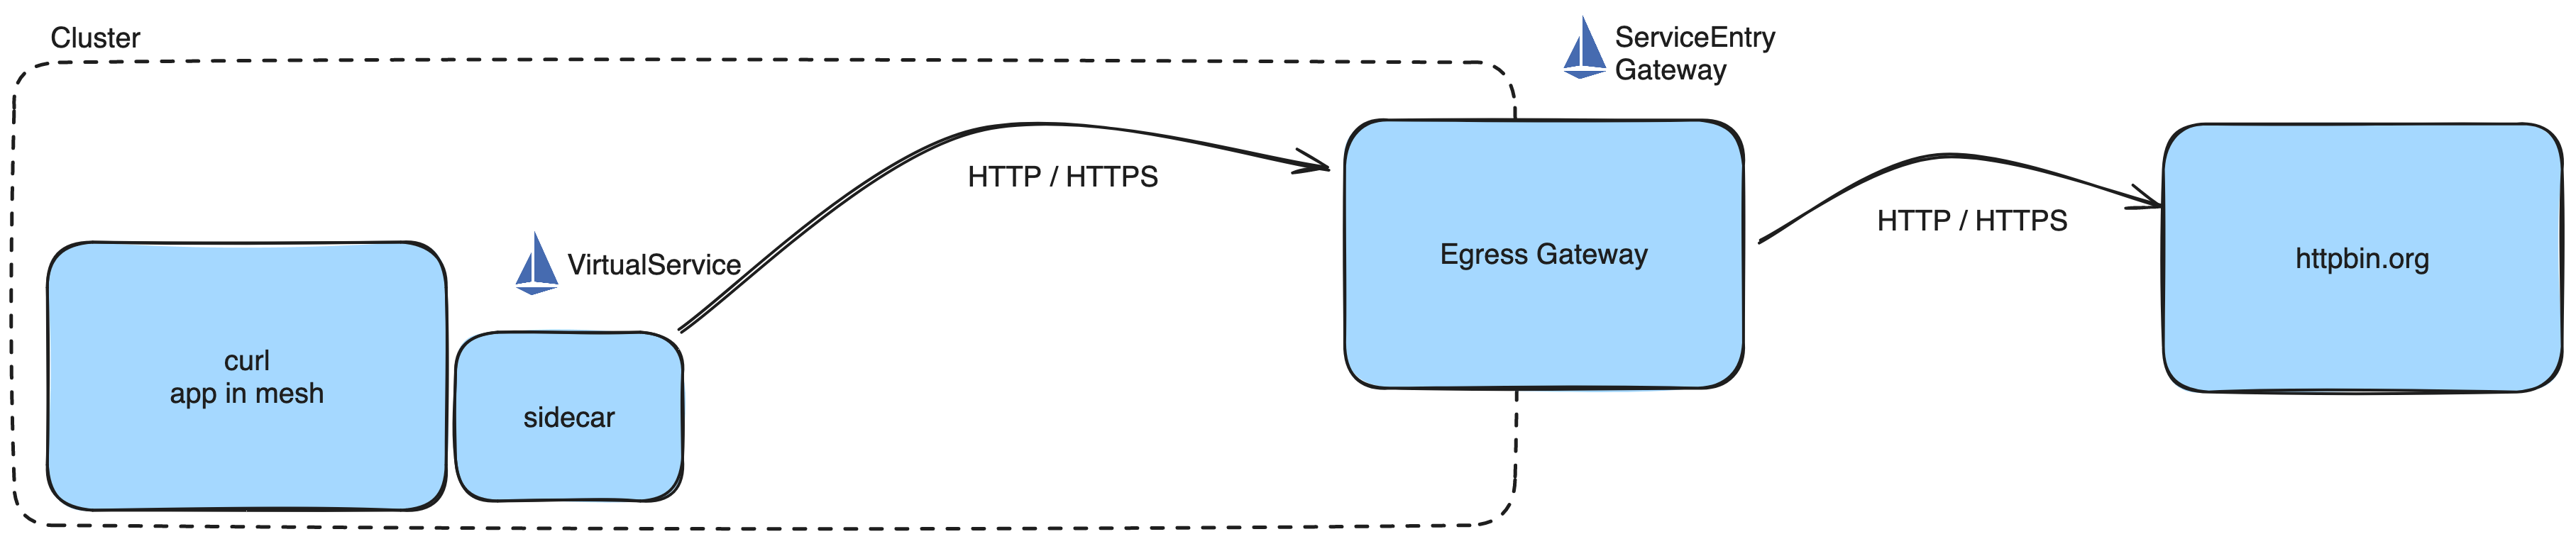 Cluster
ServiceEntry
Gateway
HTTP / HTTPS
HTTP / HTTPS
VirtualService
Egress Gateway
httpbin.org
curl
app in mesh
sidecar